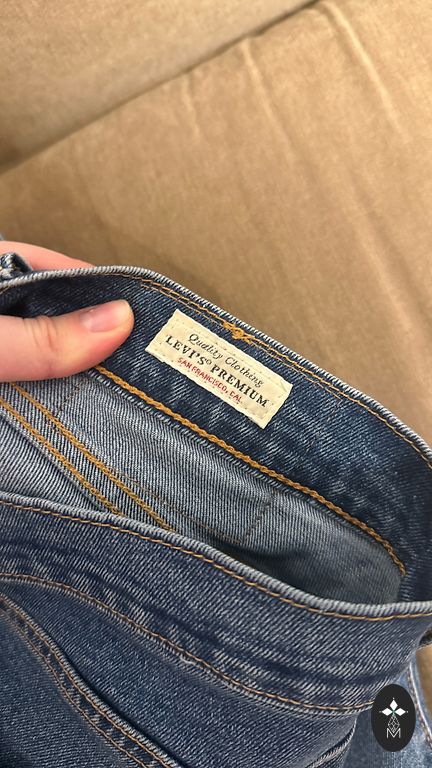 Quality Clothing
LEVI'S® PREMIUM
SAN FRANCISCO, CAL
M